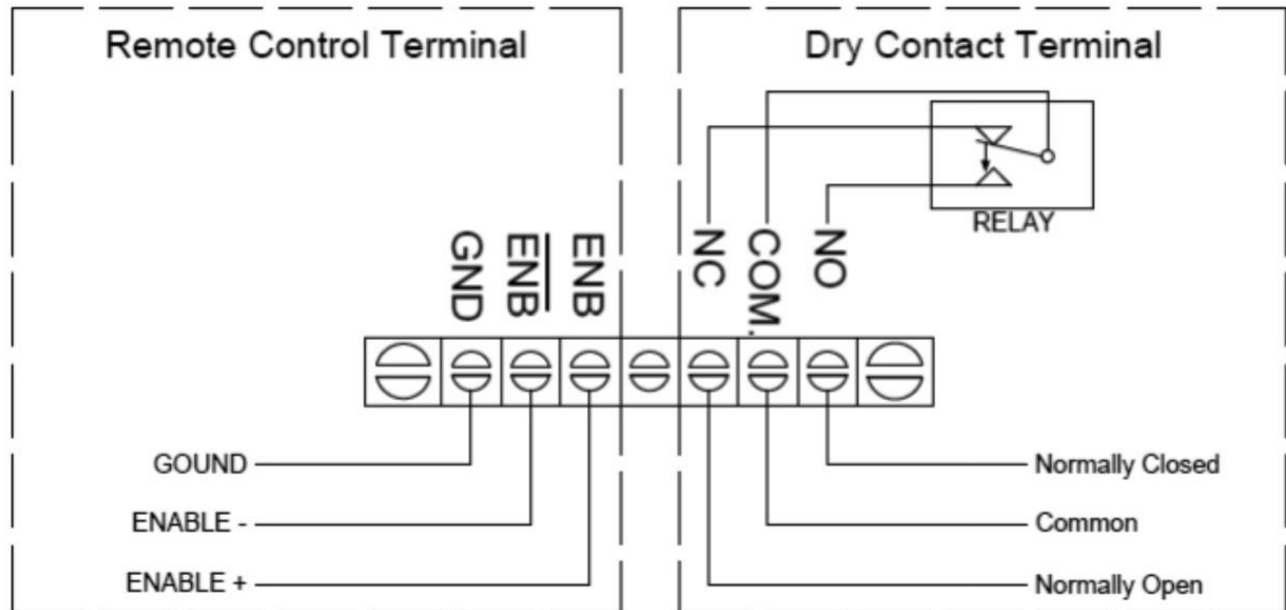 Remote Control Terminal
Dry Contact Terminal
RELAY
GND
ENB
ENB
NC
COM.
NO
GOUND
ENABLE -
ENABLE +
Normally Closed
Common
Normally Open